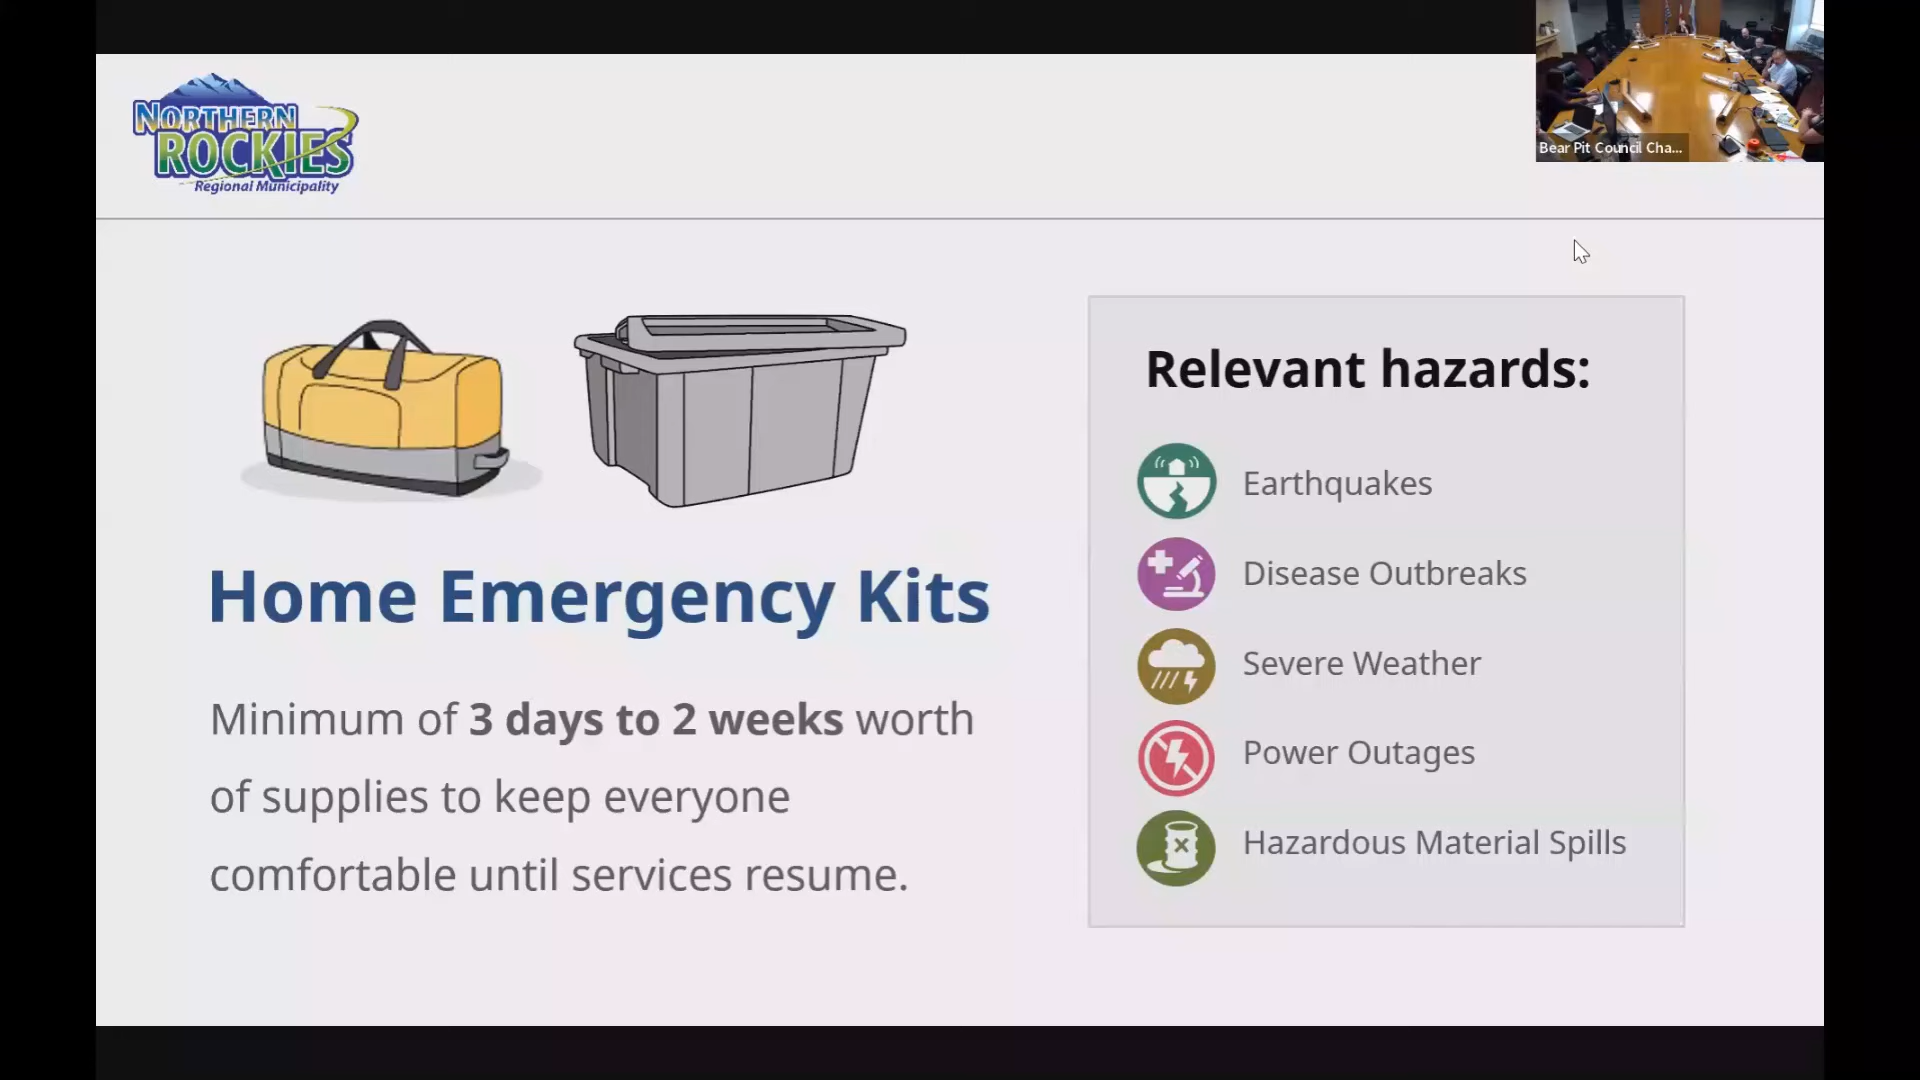 NORTHERN
ROCKIES
Regional Municipality
Bear Pit Council Cha...
Home Emergency Kits
Minimum of 3 days to 2 weeks worth
of supplies to keep everyone
comfortable until services resume.
Relevant hazards:
Earthquakes
Disease Outbreaks
Severe Weather
Power Outages
Hazardous Material Spills